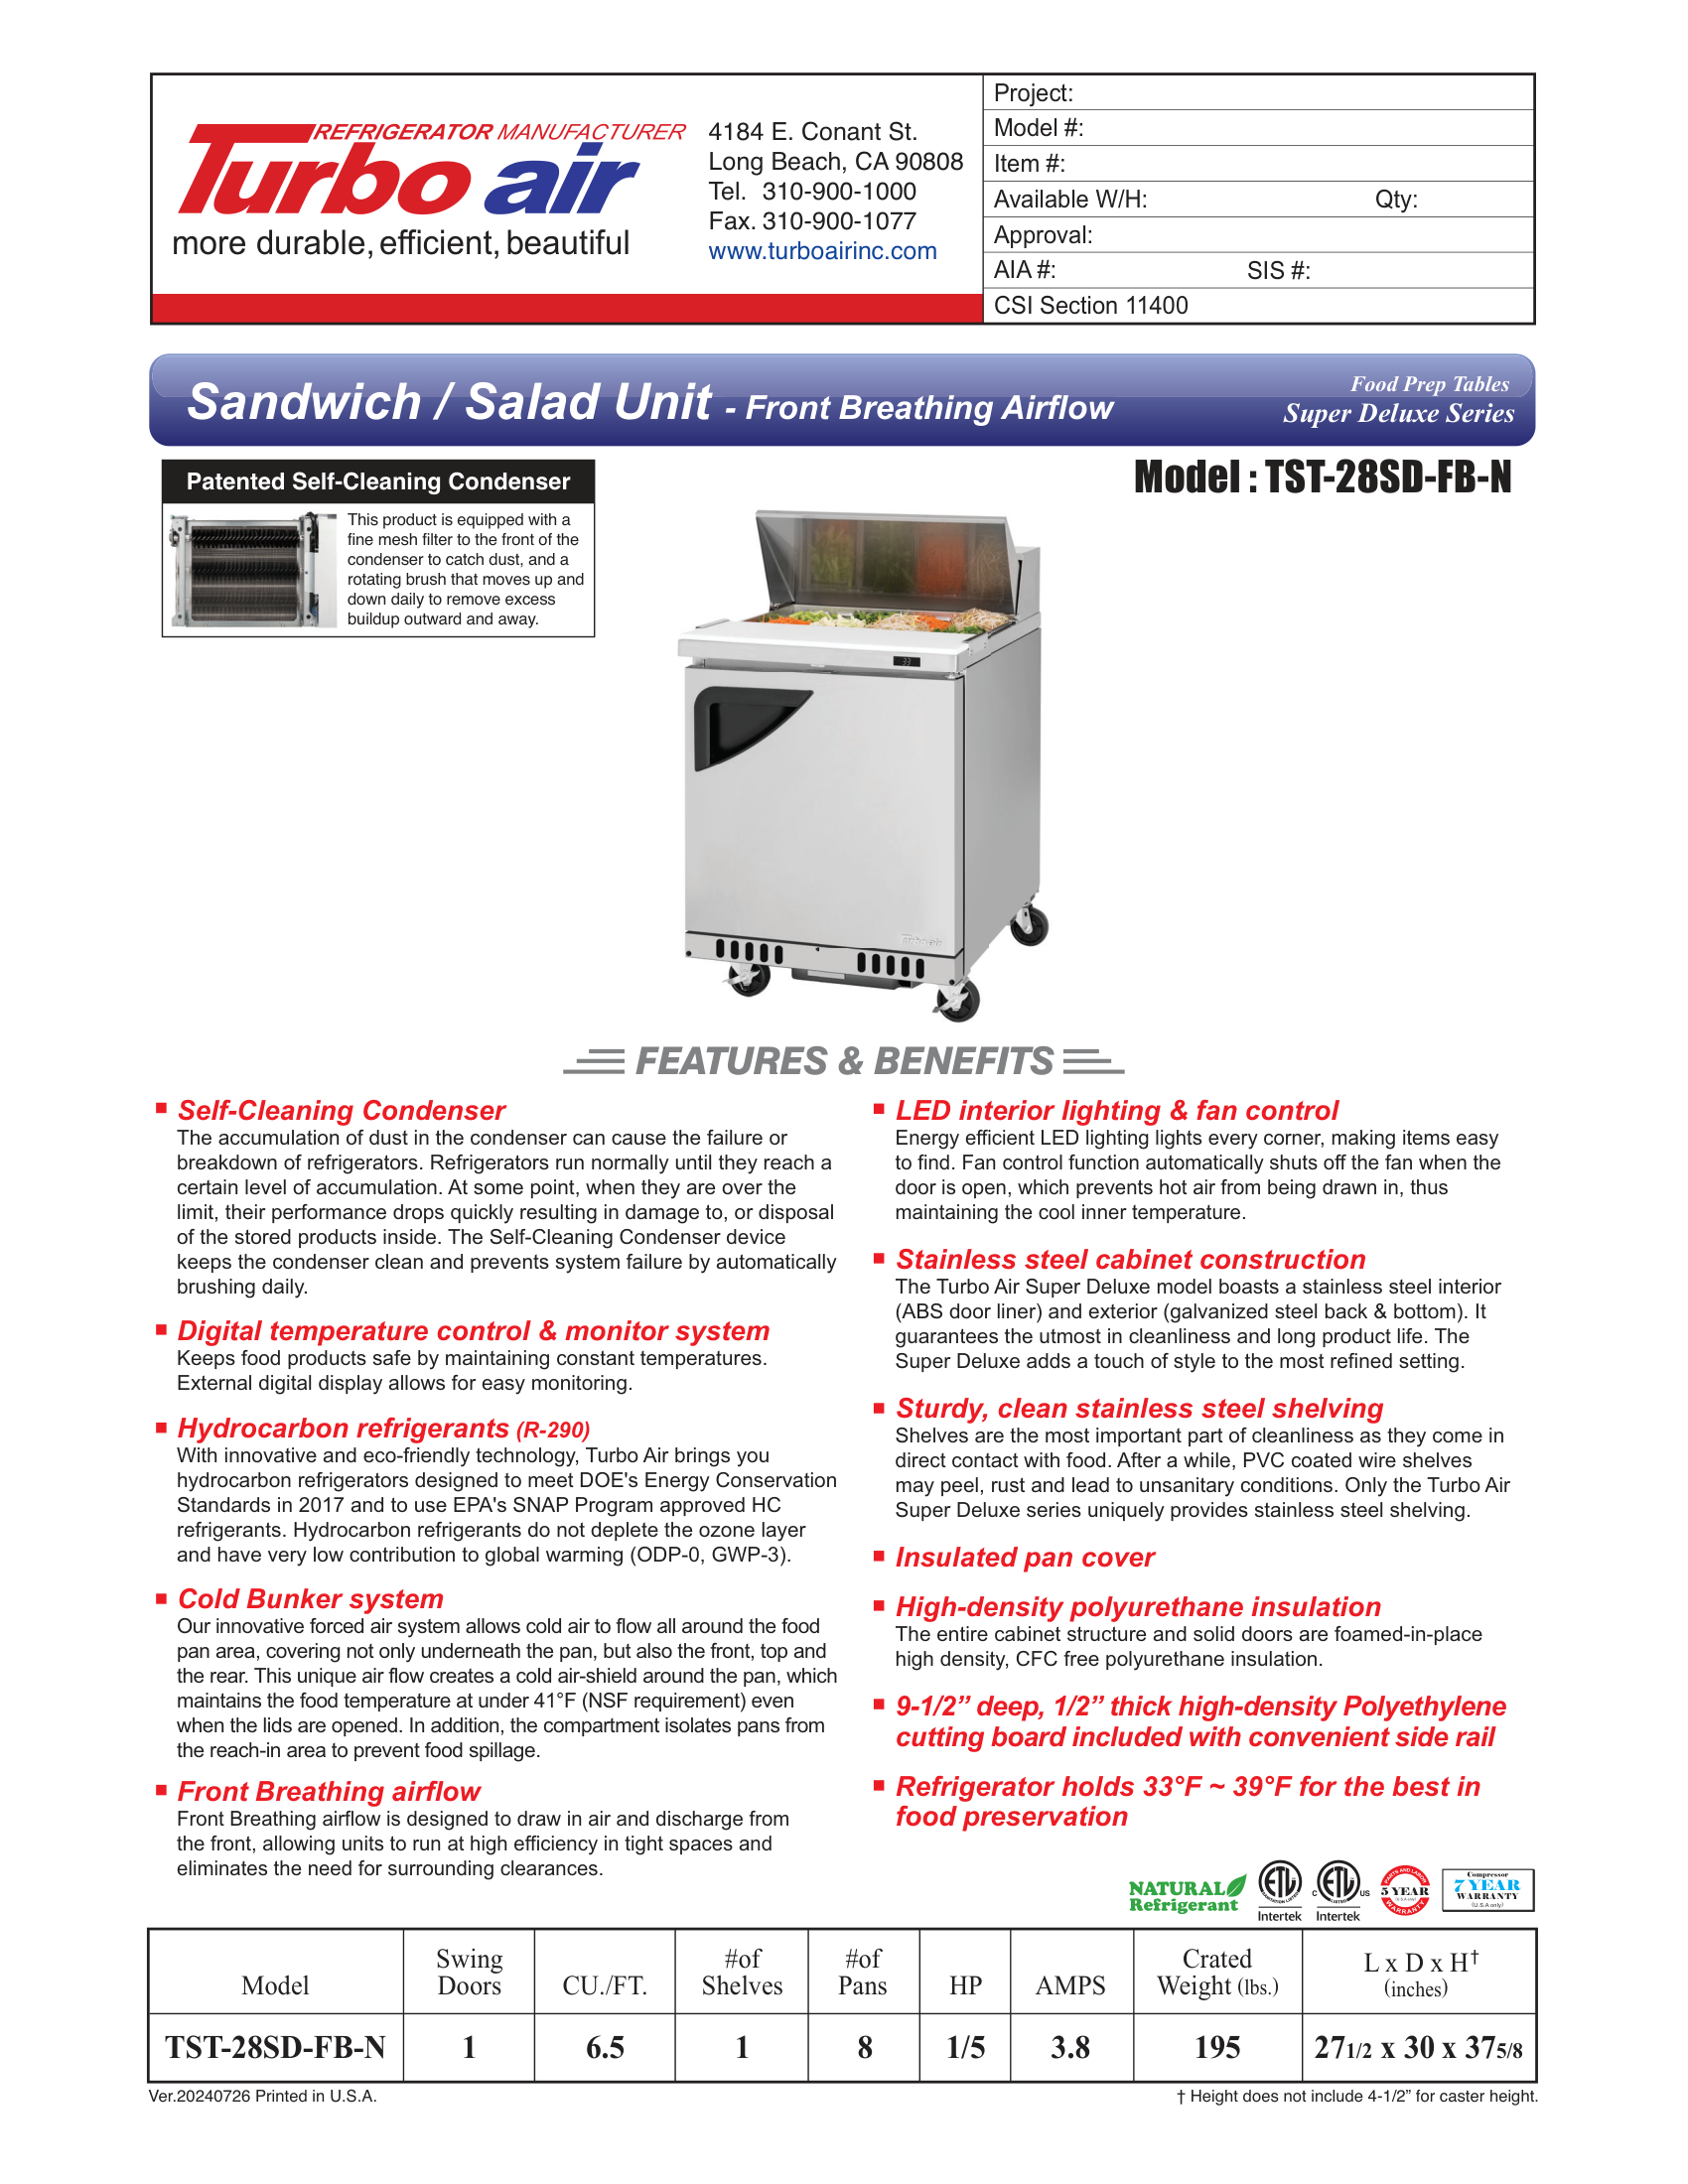 REFRIGERATOR MANUFACTURER
Turbo air
more durable, efficient, beautiful
4184 E. Conant St.
Long Beach, CA 90808
Tel. 310-900-1000
Fax. 310-900-1077
www.turboairinc.com
Project:
Model #:
Item #:
Available W/H: Qty:
Approval:
AIA #: SIS #:
CSI Section 11400
Sandwich / Salad Unit - Front Breathing Airflow
Food Prep Tables
Super Deluxe Series
Patented Self-Cleaning Condenser
This product is equipped with a
fine mesh filter to the front of the
condenser to catch dust, and a
rotating brush that moves up and
down daily to remove excess
buildup outward and away.
Model : TST-28SD-FB-N
33
Turbo air
FEATURES & BENEFITS
■ Self-Cleaning Condenser
The accumulation of dust in the condenser can cause the failure or
breakdown of refrigerators. Refrigerators run normally until they reach a
certain level of accumulation. At some point, when they are over the
limit, their performance drops quickly resulting in damage to, or disposal
of the stored products inside. The Self-Cleaning Condenser device
keeps the condenser clean and prevents system failure by automatically
brushing daily.
■ Digital temperature control & monitor system
Keeps food products safe by maintaining constant temperatures.
External digital display allows for easy monitoring.
■ Hydrocarbon refrigerants (R-290)
With innovative and eco-friendly technology, Turbo Air brings you
hydrocarbon refrigerators designed to meet DOE's Energy Conservation
Standards in 2017 and to use EPA's SNAP Program approved HC
refrigerants. Hydrocarbon refrigerants do not deplete the ozone layer
and have very low contribution to global warming (ODP-0, GWP-3).
■ Cold Bunker system
Our innovative forced air system allows cold air to flow all around the food
pan area, covering not only underneath the pan, but also the front, top and
the rear. This unique air flow creates a cold air-shield around the pan, which
maintains the food temperature at under 41°F (NSF requirement) even
when the lids are opened. In addition, the compartment isolates pans from
the reach-in area to prevent food spillage.
■ Front Breathing airflow
Front Breathing airflow is designed to draw in air and discharge from
the front, allowing units to run at high efficiency in tight spaces and
eliminates the need for surrounding clearances.
■ LED interior lighting & fan control
Energy efficient LED lighting lights every corner, making items easy
to find. Fan control function automatically shuts off the fan when the
door is open, which prevents hot air from being drawn in, thus
maintaining the cool inner temperature.
■ Stainless steel cabinet construction
The Turbo Air Super Deluxe model boasts a stainless steel interior
(ABS door liner) and exterior (galvanized steel back & bottom). It
guarantees the utmost in cleanliness and long product life. The
Super Deluxe adds a touch of style to the most refined setting.
■ Sturdy, clean stainless steel shelving
Shelves are the most important part of cleanliness as they come in
direct contact with food. After a while, PVC coated wire shelves
may peel, rust and lead to unsanitary conditions. Only the Turbo Air
Super Deluxe series uniquely provides stainless steel shelving.
■ Insulated pan cover
■ High-density polyurethane insulation
The entire cabinet structure and solid doors are foamed-in-place
high density, CFC free polyurethane insulation.
■ 9-1/2” deep, 1/2” thick high-density Polyethylene
cutting board included with convenient side rail
■ Refrigerator holds 33°F ~ 39°F for the best in
food preservation
NATURAL
Refrigerant
ETL
SANITATION LISTED
Intertek
C ETL US
LISTED
Intertek
PARTS AND LABOR
5 YEAR
(U.S.A only)
WARRANTY
Compressor
7 YEAR
WARRANTY
(U.S.A only)
Model Swing Doors CU./FT. #of Shelves #of Pans HP AMPS Crated Weight (lbs.) L x D x H† (inches)
TST-28SD-FB-N 1 6.5 1 8 1/5 3.8 195 27 1/2 x 30 x 37 5/8
Ver.20240726 Printed in U.S.A.
† Height does not include 4-1/2” for caster height.